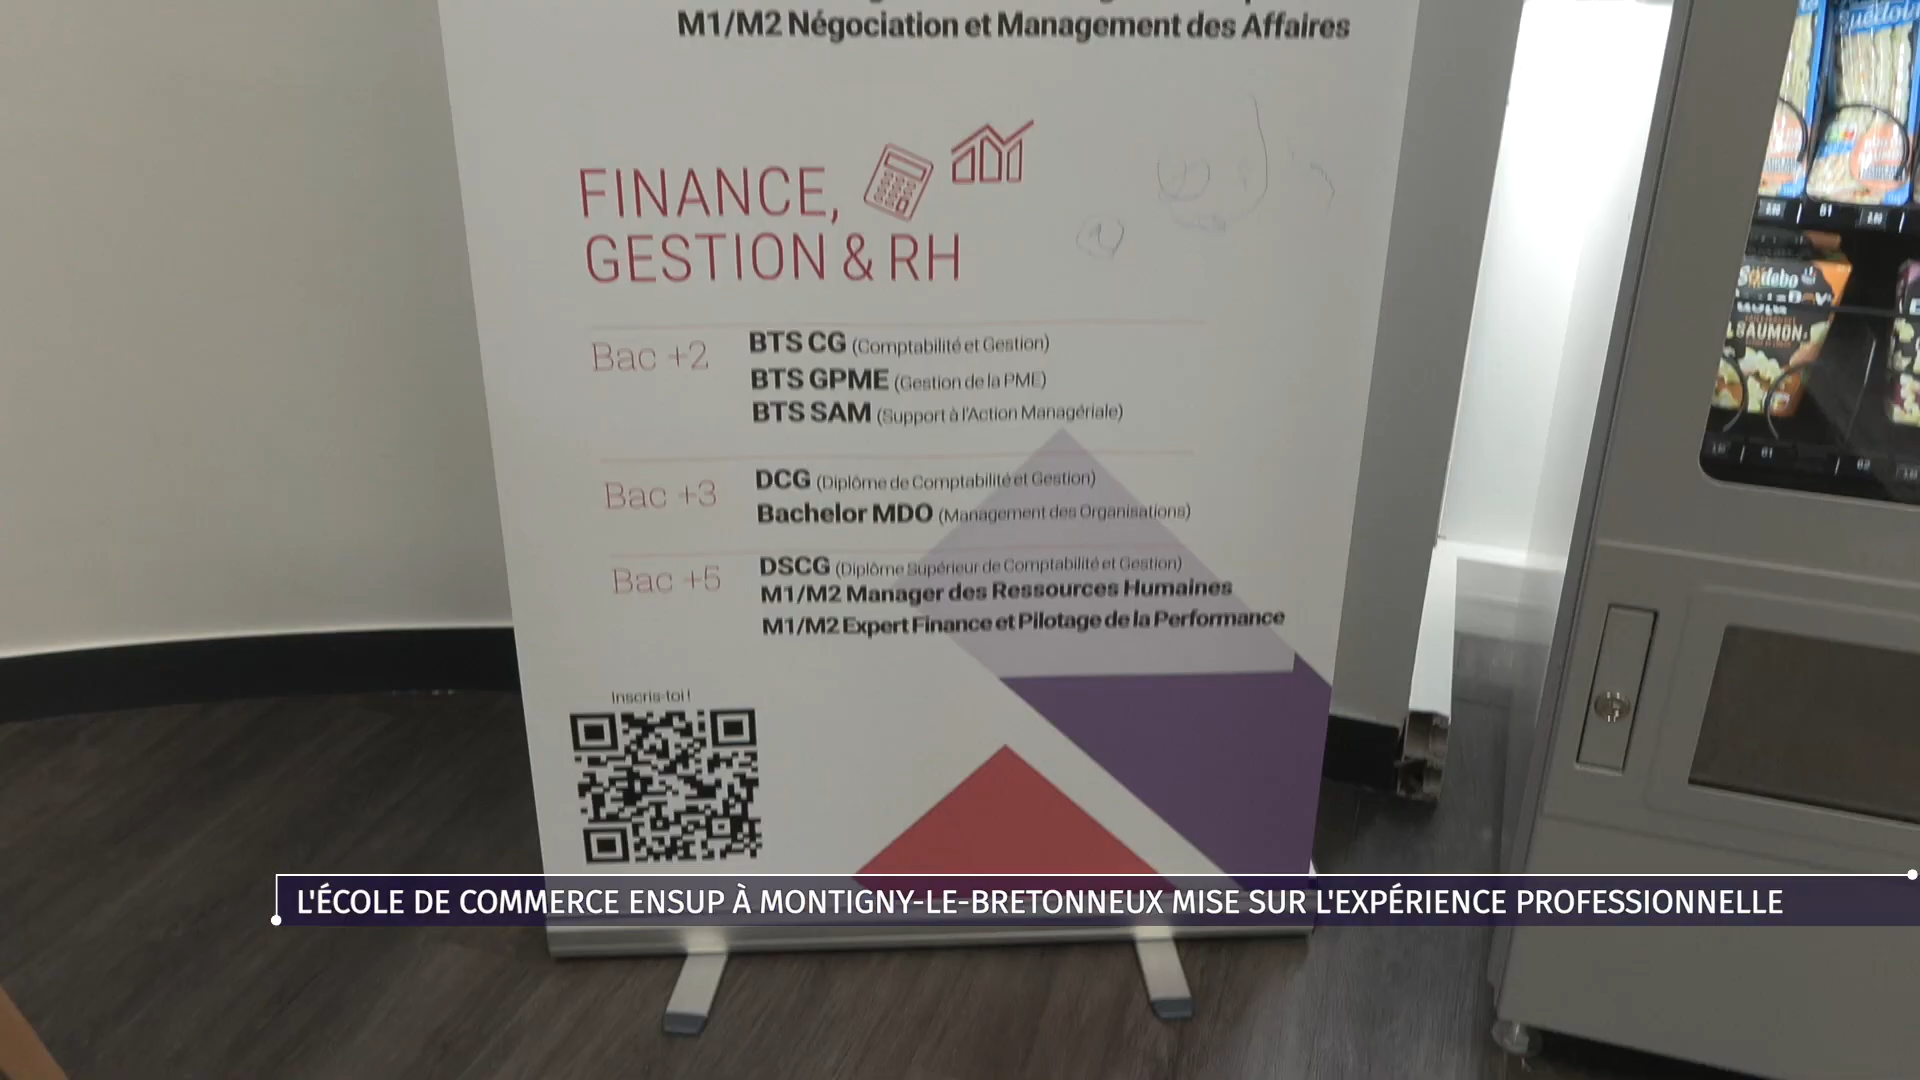 M1/M2 Négociation et Management des Affaires
FINANCE,
GESTION & RH
Bac +2
BTS CG (Comptabilité et Gestion)
BTS GPME (Gestion de la PME)
BTS SAM (Support à l'Action Managériale)
Bac +3
DCG (Diplôme de Comptabilité et Gestion)
Bachelor MDO (Management des Organisations)
Bac +5
DSCG (Diplôme Supérieur de Comptabilité et Gestion)
M1/M2 Manager des Ressources Humaines
M1/M2 Expert Finance et Pilotage de la Performance
Inscris-toi !
L'ÉCOLE DE COMMERCE ENSUP À MONTIGNY-LE-BRETONNEUX MISE SUR L'EXPÉRIENCE PROFESSIONNELLE
Sodebo
SAUMON
51
61
62